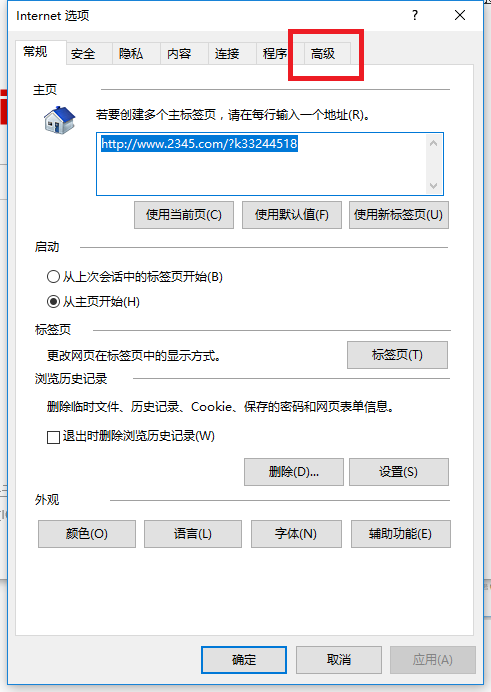 Internet 选项
常规 安全 隐私 内容 连接 程序 高级
主页
若要创建多个主标签页，请在每行输入一个地址(R)。
http://www.2345.com/?k33244518
使用当前页(C) 使用默认值(F) 使用新标签页(U)
启动
从上次会话中的标签页开始(B)
从主页开始(H)
标签页
更改网页在标签页中的显示方式。 标签页(T)
浏览历史记录
删除临时文件、历史记录、Cookie、保存的密码和网页表单信息。
退出时删除浏览历史记录(W)
删除(D)... 设置(S)
外观
颜色(O) 语言(L) 字体(N) 辅助功能(E)
确定 取消 应用(A)